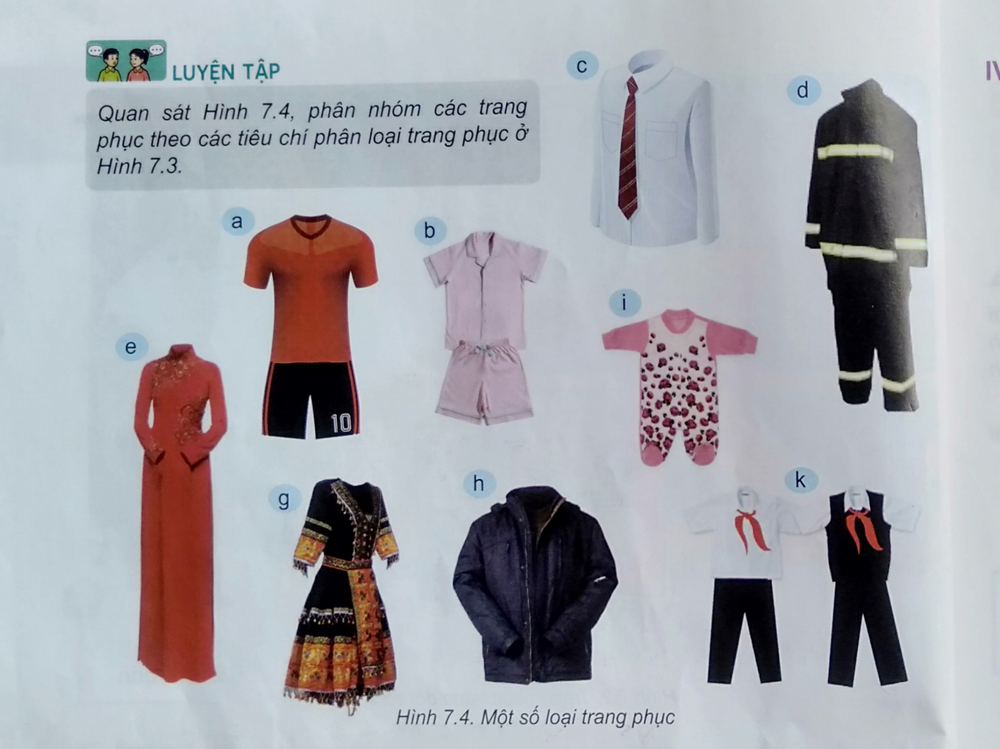 LUYỆN TẬP
Quan sát Hình 7.4, phân nhóm các trang
phục theo các tiêu chí phân loại trang phục ở
Hình 7.3.
c
d
a
b
i
e
10
g
h
k
Hình 7.4. Một số loại trang phục